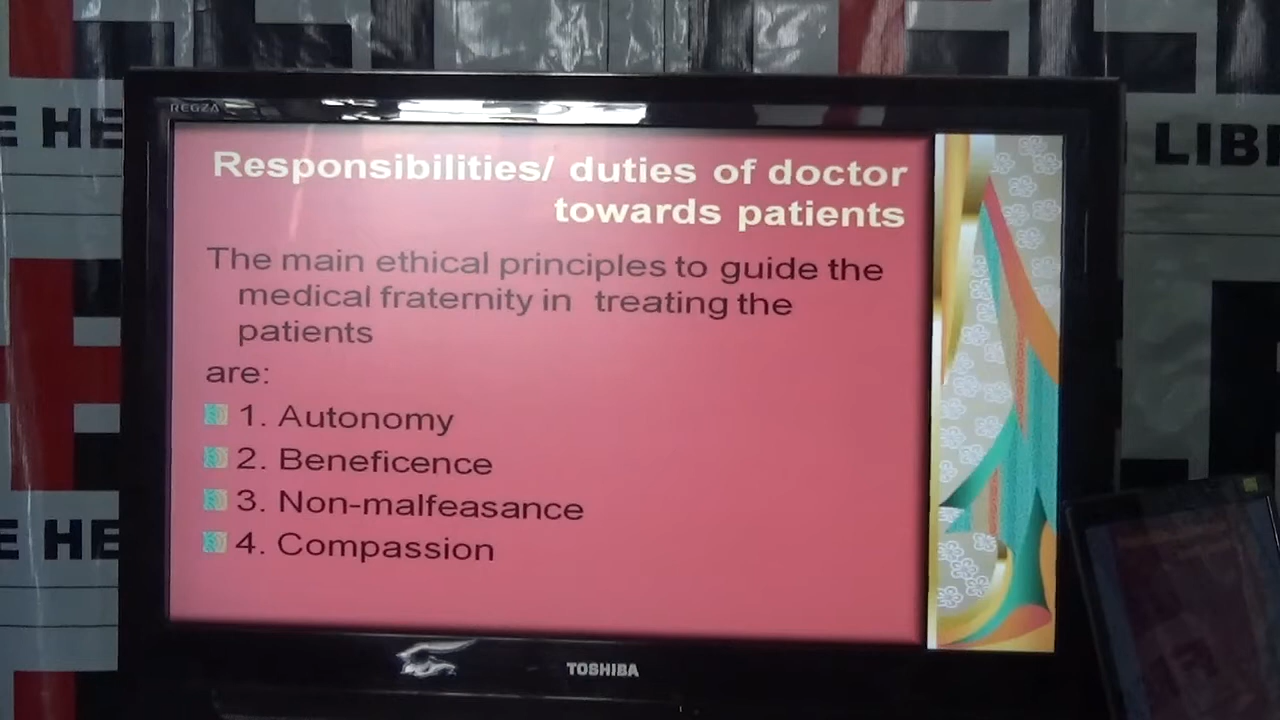 E HE
LIBE
REGZA
Responsibilities/ duties of doctor
towards patients
The main ethical principles to guide the
medical fraternity in treating the
patients
are:
1. Autonomy
2. Beneficence
3. Non-malfeasance
4. Compassion
E HE
TOSHIBA